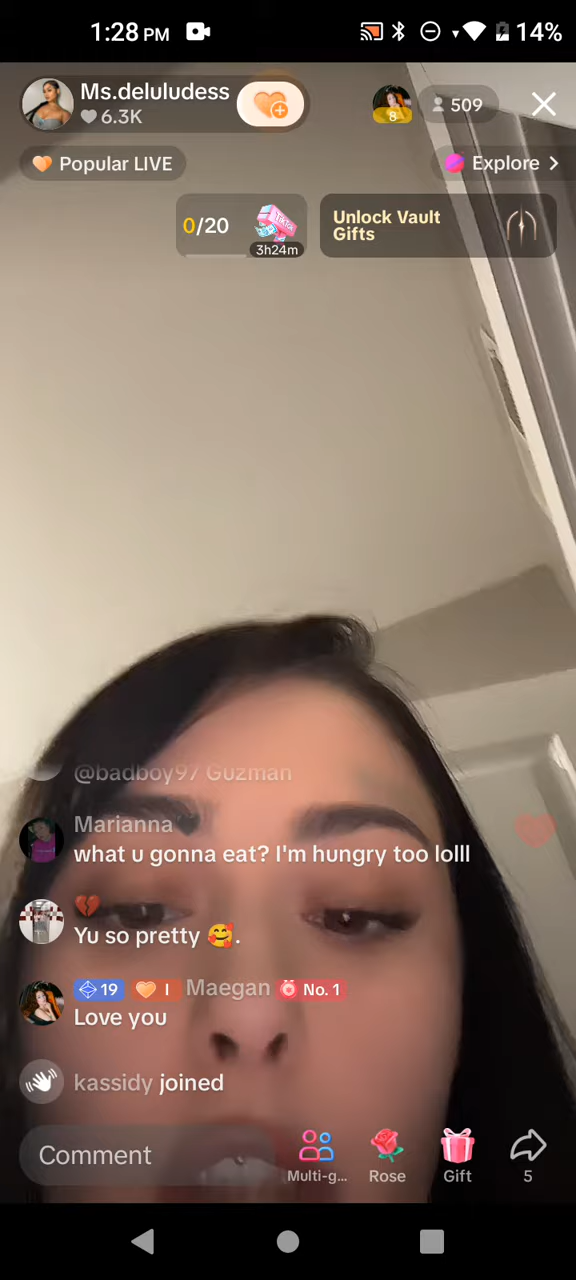 1:28 PM
14%
Ms.deluludess
6.3K
8
509
Popular LIVE
Explore >
0/20
TikTok
3h24m
Unlock Vault
Gifts
@badboy97 Guzman
Marianna
what u gonna eat? I'm hungry too lolll
💔
Yu so pretty 🥰.
19 I Maegan No. 1
Love you
kassidy joined
Comment
Multi-g...
Rose
Gift
5